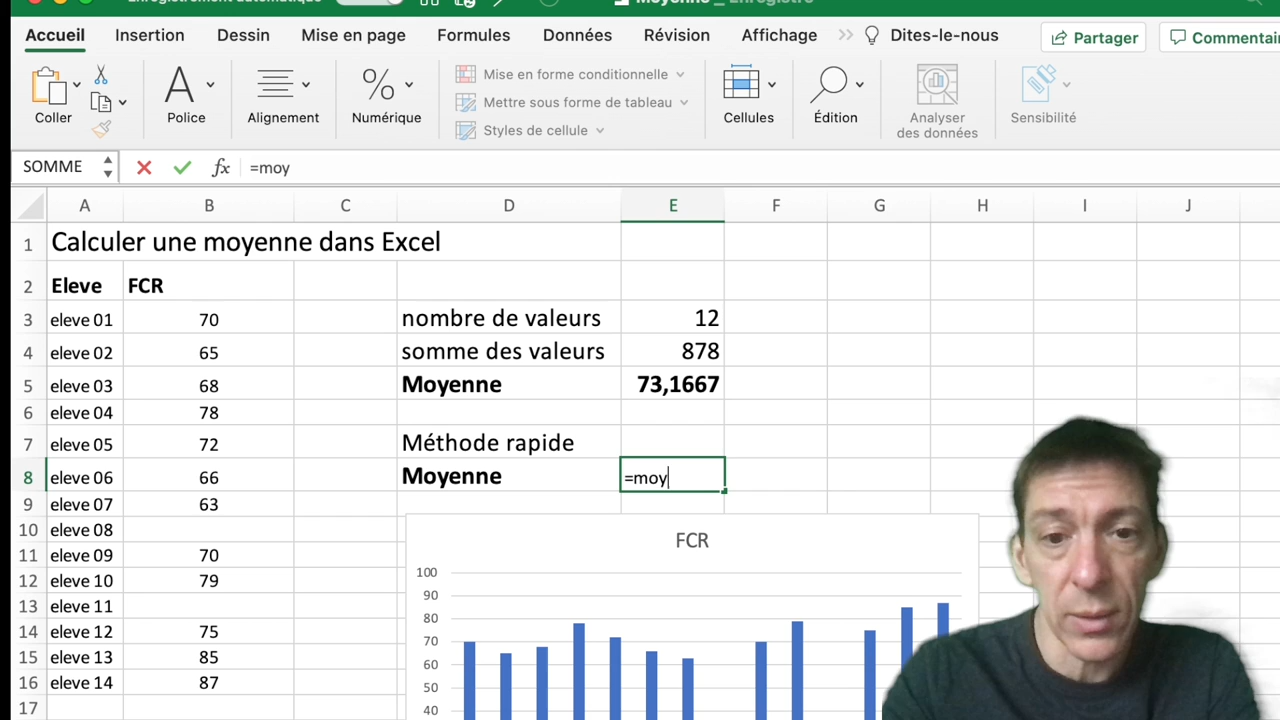 Enregistrement automatique
Moyenne _ Enregistré
Accueil Insertion Dessin Mise en page Formules Données Révision Affichage Dites-le-nous Partager
Coller Police Alignement Numérique Mise en forme conditionnelle Mettre sous forme de tableau Styles de cellule Cellules Édition Analyser des données Sensibilité
SOMME fx =moy
A B C D E F G H I J
1 Calculer une moyenne dans Excel
2 Eleve FCR
3 eleve 01 70 nombre de valeurs 12
4 eleve 02 65 somme des valeurs 878
5 eleve 03 68 Moyenne 73,1667
6 eleve 04 78
7 eleve 05 72 Méthode rapide
8 eleve 06 66 Moyenne =moy
9 eleve 07 63
10 eleve 08
11 eleve 09 70
12 eleve 10 79
13 eleve 11
14 eleve 12 75
15 eleve 13 85
16 eleve 14 87
17
FCR
100
90
80
70
60
50
40